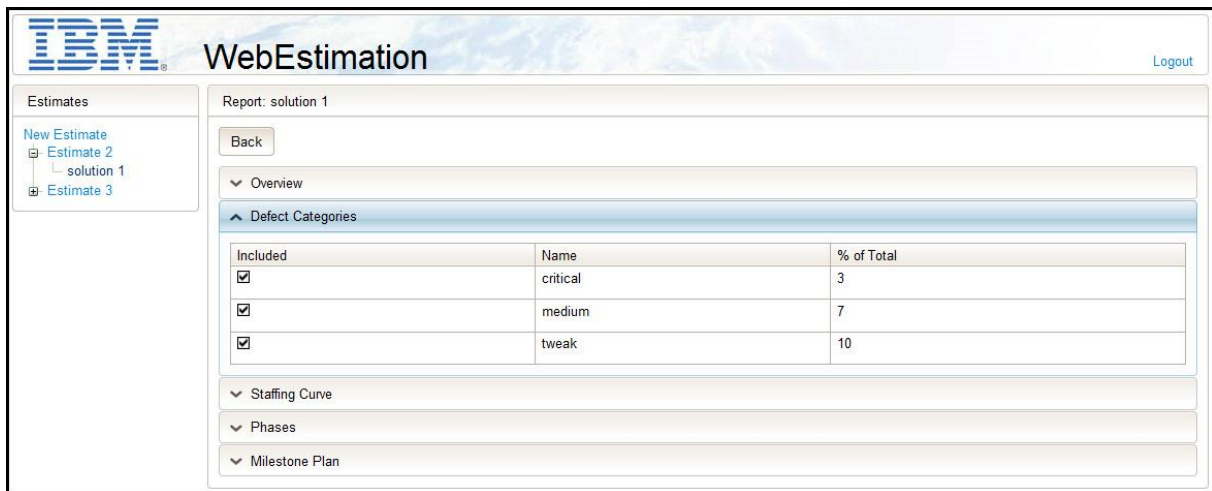 IBM®
WebEstimation
Logout
Estimates
New Estimate
Estimate 2
solution 1
Estimate 3
Report: solution 1
Back
Overview
Defect Categories
Included Name % of Total
critical 3
medium 7
tweak 10
Staffing Curve
Phases
Milestone Plan